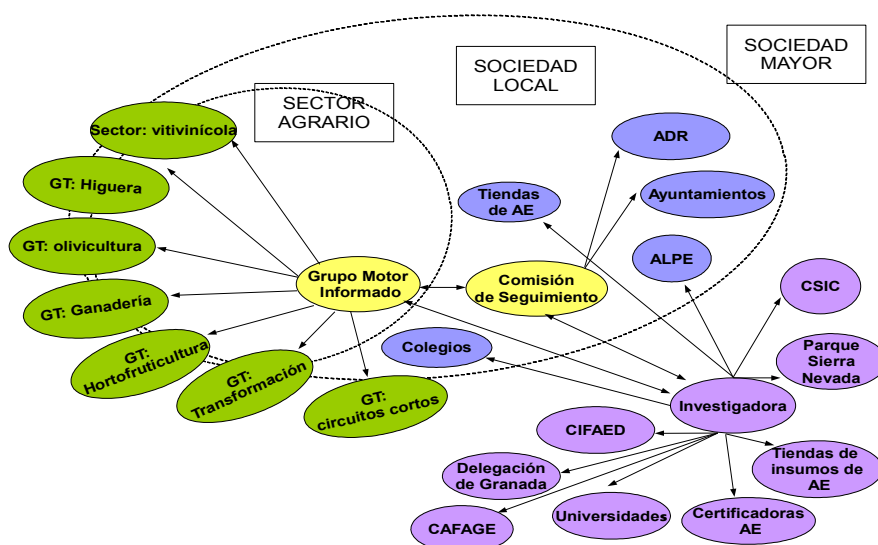 SOCIEDAD
MAYOR
SOCIEDAD
LOCAL
SECTOR
AGRARIO
Sector: vitivinícola
ADR
GT: Higuera
Tiendas
de AE
Ayuntamientos
GT: olivicultura
ALPE
Grupo Motor
Informado
Comisión
de Seguimiento
CSIC
GT: Ganadería
Colegios
Parque
Sierra
Nevada
GT:
Hortofruticultura
GT:
Transformación
GT:
circuitos cortos
Investigadora
CIFAED
Tiendas de
insumos de
AE
Delegación
de Granada
Universidades
Certificadoras
AE
CAFAGE